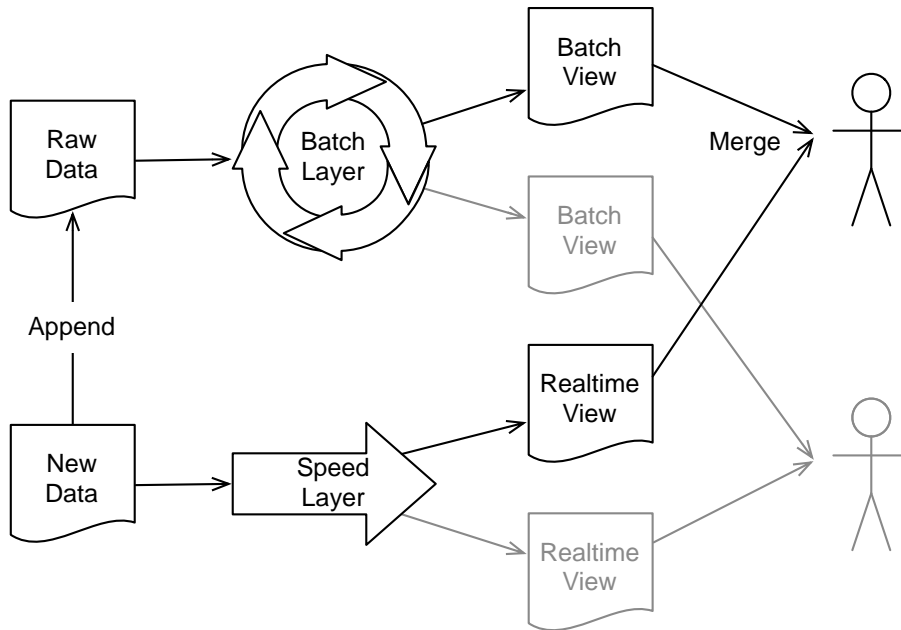 Batch
View
Raw
Data
Batch
Layer
Merge
Batch
View
Append
Realtime
View
New
Data
Speed
Layer
Realtime
View